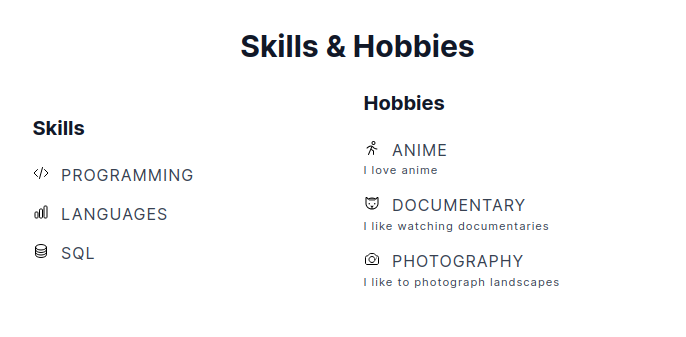 Skills & Hobbies
Skills
PROGRAMMING
LANGUAGES
SQL
Hobbies
ANIME
I love anime
DOCUMENTARY
I like watching documentaries
PHOTOGRAPHY
I like to photograph landscapes